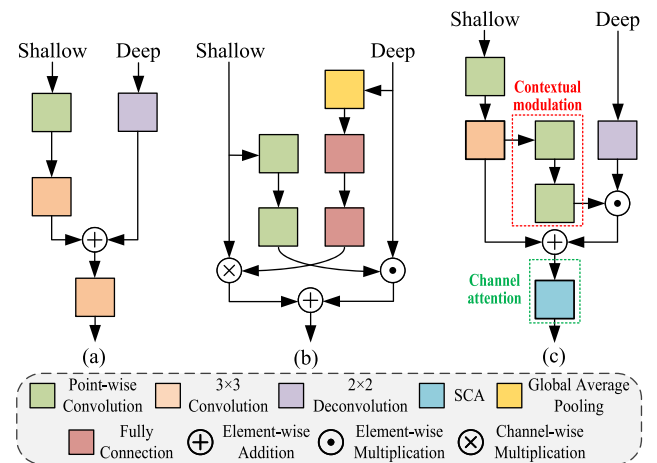 Shallow Deep
Shallow Deep
Shallow Deep
Contextual
modulation
Channel
attention
(a) (b) (c)
Point-wise
Convolution
3×3
Convolution
2×2
Deconvolution
SCA
Global Average
Pooling
Fully
Connection
Element-wise
Addition
Element-wise
Multiplication
Channel-wise
Multiplication